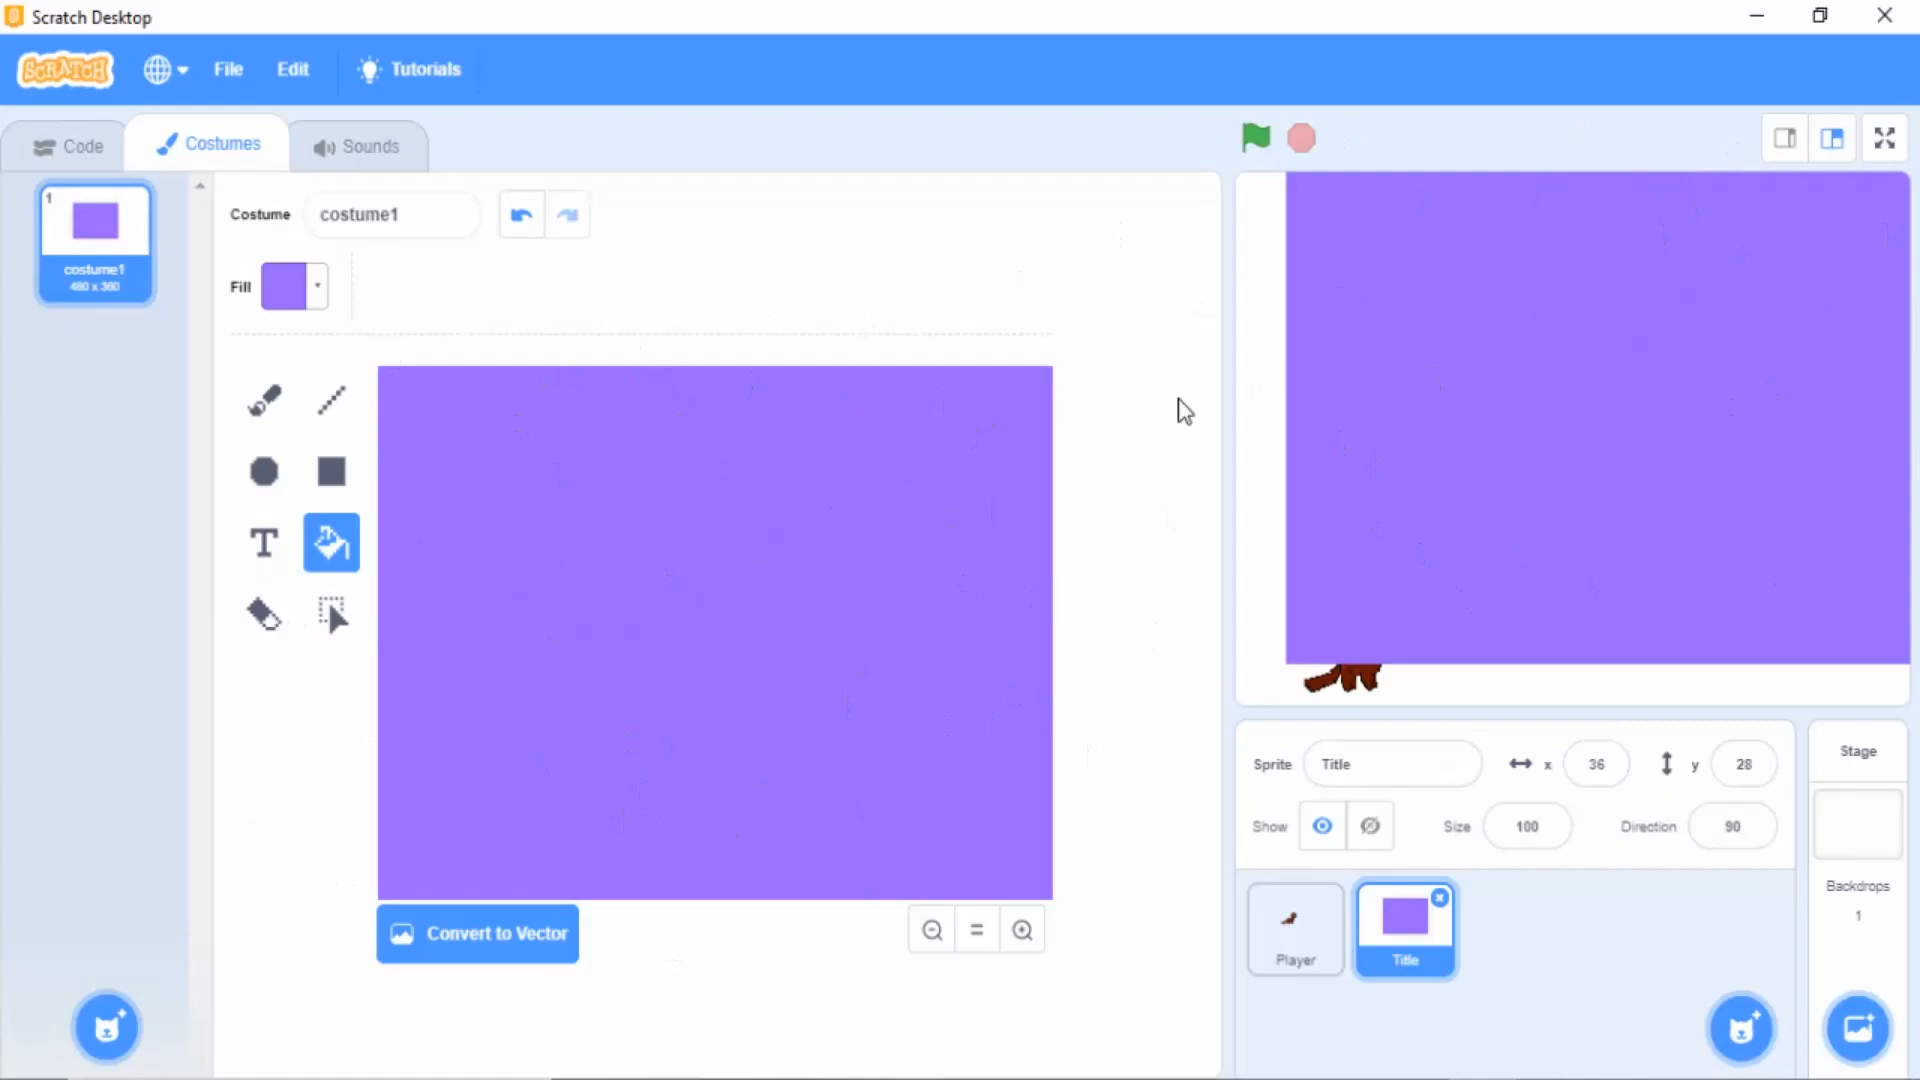 Scratch Desktop
SCRATCH
File
Edit
Tutorials
Code
Costumes
Sounds
1
costume1
480 x 360
Costume
costume1
Fill
T
Convert to Vector
Sprite
Title
x
36
y
28
Show
Size
100
Direction
90
Player
Title
Stage
Backdrops
1